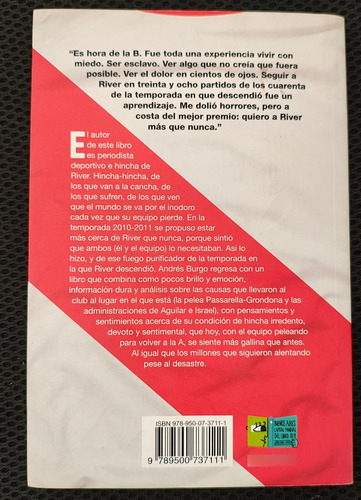 "Es hora de la B. Fue toda una experiencia vivir con
miedo. Ser esclavo. Ver algo que no creía que fuera
posible. Ver el dolor en cientos de ojos. Seguir a
River en treinta y ocho partidos de los cuarenta
de la temporada en que descendió fue un
aprendizaje. Me dolió horrores, pero a
costa del mejor premio: quiero a River
más que nunca."
El autor
de este libro
es periodista
deportivo e hincha de
River. Hincha-hincha, de
los que van a la cancha, de
los que sufren, de los que ven
que el mundo se va por el inodoro
cada vez que su equipo pierde. En la
temporada 2010-2011 se propuso estar
más cerca de River que nunca, porque sintió
que ambos (él y el equipo) lo necesitaban. Así lo
hizo, y de ese fuego purificador de la temporada en
la que River descendió, Andrés Burgo regresa con un
libro que combina como pocos brillo y emoción,
información dura y análisis sobre las causas que llevaron al
club al lugar en el que está (la pelea Passarella-Grondona y las
administraciones de Aguilar e Israel), con pensamientos y
sentimientos acerca de su condición de hincha irredento,
devoto y sentimental, que hoy, con el equipo peleando
para volver a la A, se siente más gallina que antes.
Al igual que los millones que siguieron alentando
pese al desastre.
ISBN 978-950-07-3711-1
9 789500 737111
BUENOS AIRES
CAPITAL MUNDIAL
DEL LIBRO 2011